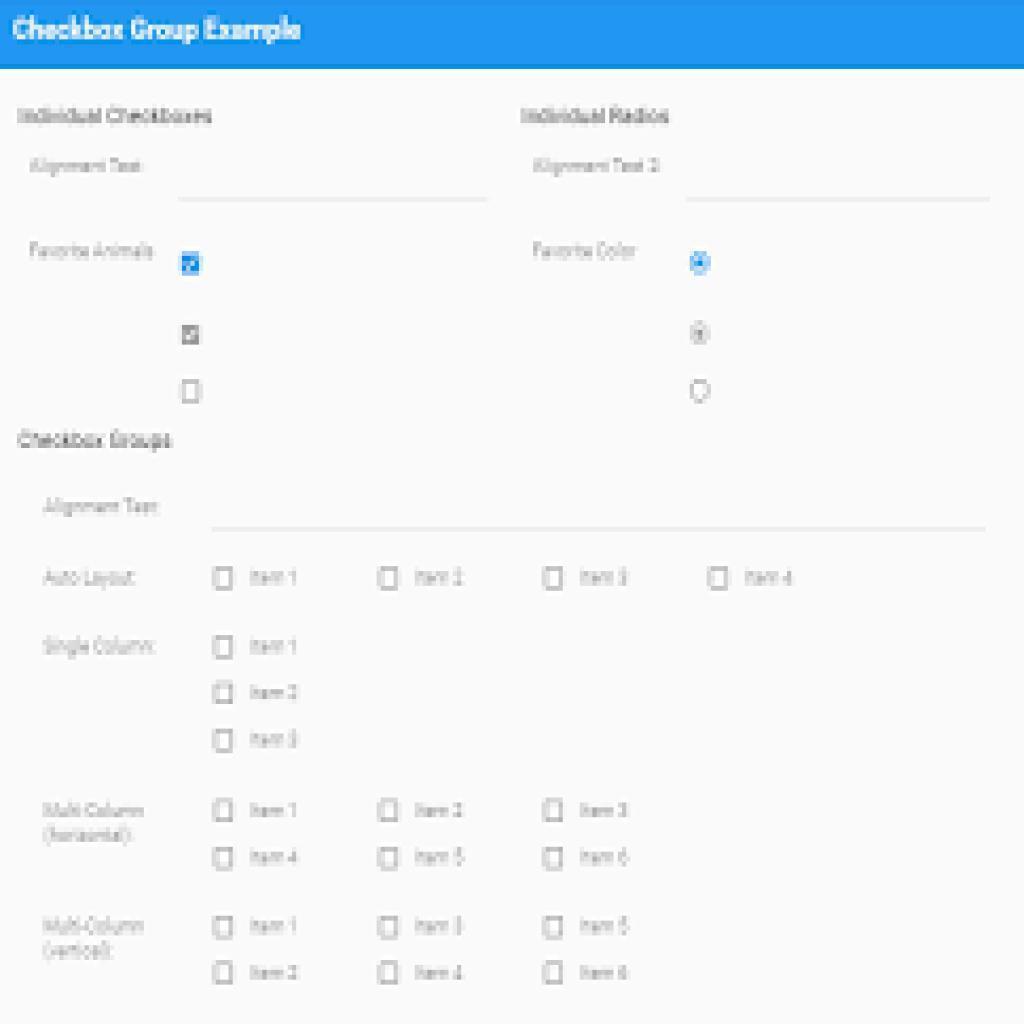 Checkbox Group Example
Individual Checkboxes
Individual Radios
Alignment Test:
Alignment Test 2:
Favorite Animals
Favorite Color
Checkbox Groups
Alignment Test:
Auto Layout: Item 1 Item 2 Item 3 Item 4
Single Column: Item 1
Item 2
Item 3
Multi-Column (horizontal): Item 1 Item 2 Item 3
Item 4 Item 5 Item 6
Multi-Column (vertical): Item 1 Item 3 Item 5
Item 2 Item 4 Item 6